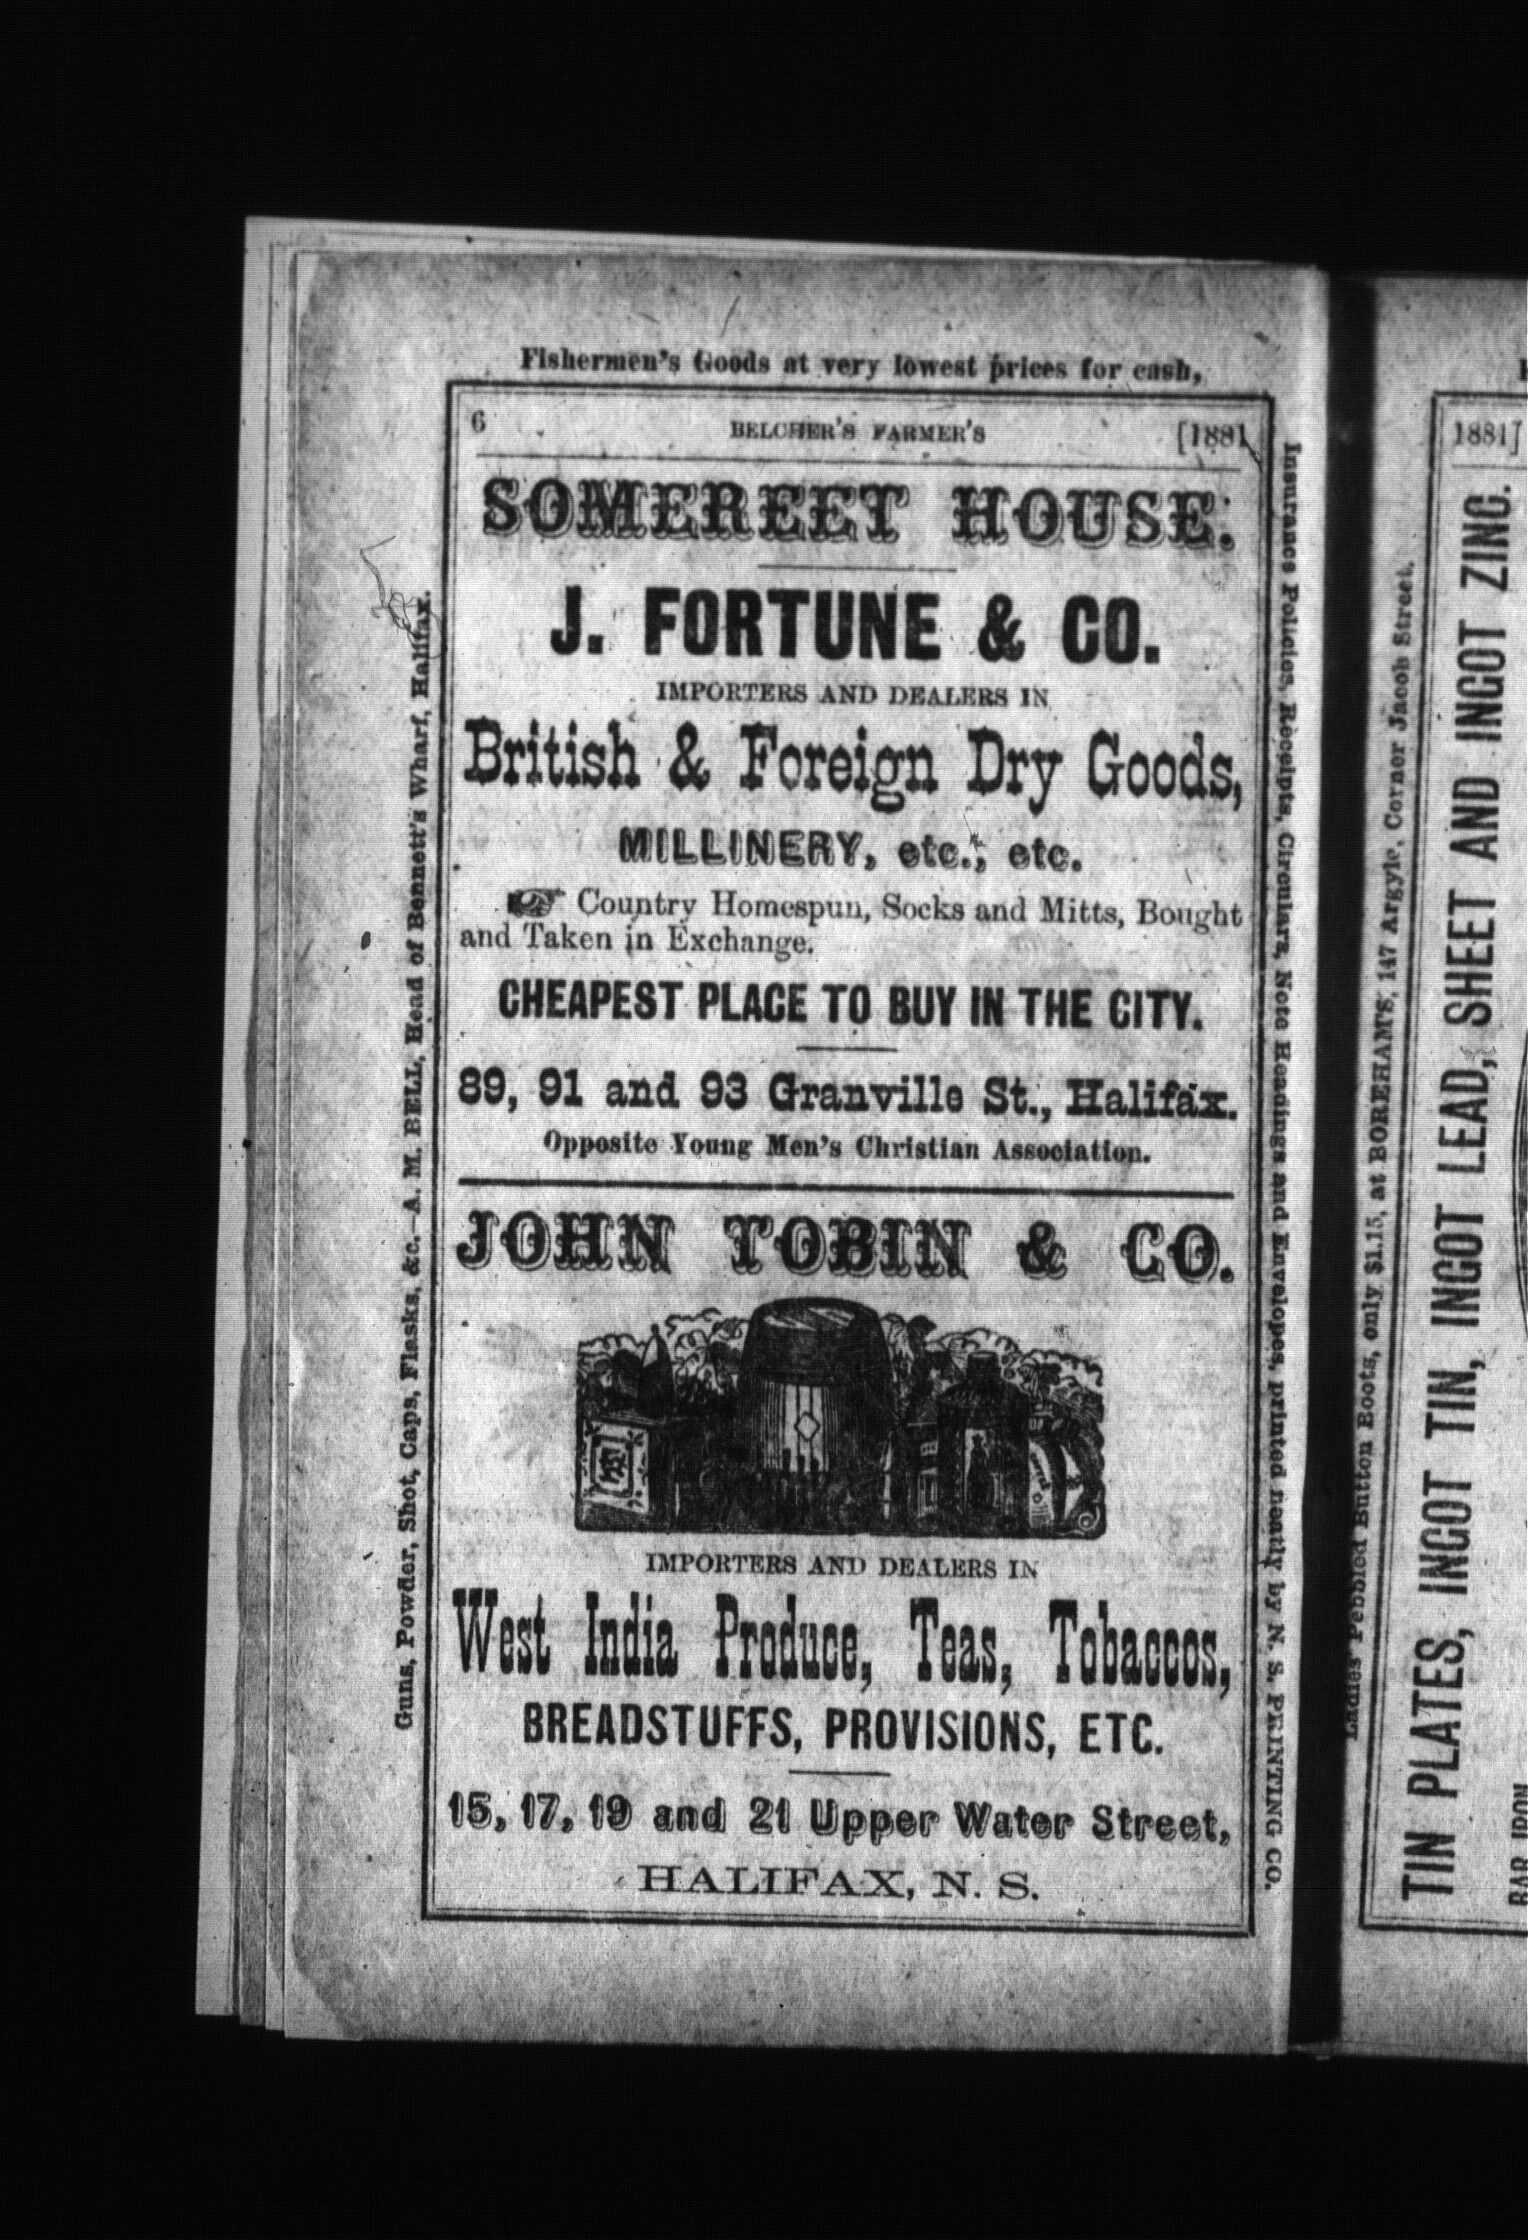 Fishermen's Goods at very lowest prices for cash,
6 BELCHER'S FARMER'S [1881
SOMEREET HOUSE.
J. FORTUNE & CO.
IMPORTERS AND DEALERS IN
British & Foreign Dry Goods,
MILLINERY, etc., etc.
Country Homespun, Socks and Mitts, Bought
and Taken in Exchange.
CHEAPEST PLACE TO BUY IN THE CITY.
89, 91 and 93 Granville St., Halifax.
Opposite Young Men's Christian Association.
JOHN TOBIN & CO.
IMPORTERS AND DEALERS IN
West India Produce, Teas, Tobaccos,
BREADSTUFFS, PROVISIONS, ETC.
15, 17, 19 and 21 Upper Water Street,
HALIFAX, N. S.
Guns, Powder, Shot, Caps, Flasks, &c.—A. M. BELL, Head of Bennett's Wharf, Halifax.
Insurance Policies, Receipts, Circulars, Note Headings and Envelopes, printed neatly by N. S. PRINTING CO.
Ladies' Pebbled Button Boots, only $1.15, at BOREHAM'S, 147 Argyle, Corner Jacob Street.
1881]
TIN PLATES, INGOT TIN, INGOT LEAD, SHEET AND INGOT ZINC.
BAR IRON